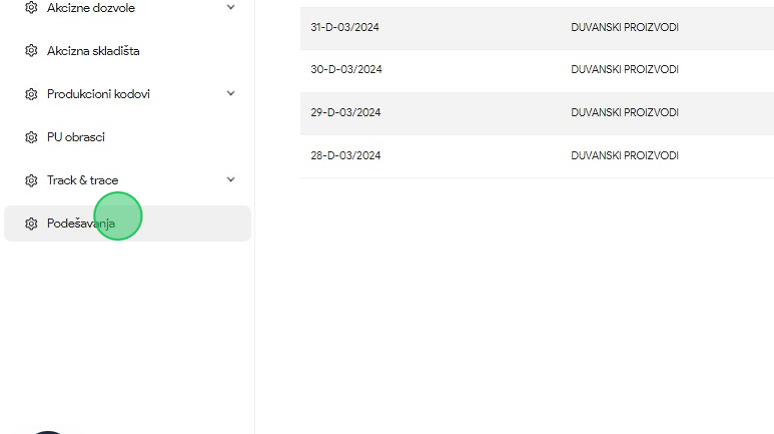 Akcizne dozvole
Akcizna skladišta
Produkcioni kodovi
PU obrasci
Track & trace
Podešavanja
31-D-03/2024 DUVANSKI PROIZVODI
30-D-03/2024 DUVANSKI PROIZVODI
29-D-03/2024 DUVANSKI PROIZVODI
28-D-03/2024 DUVANSKI PROIZVODI